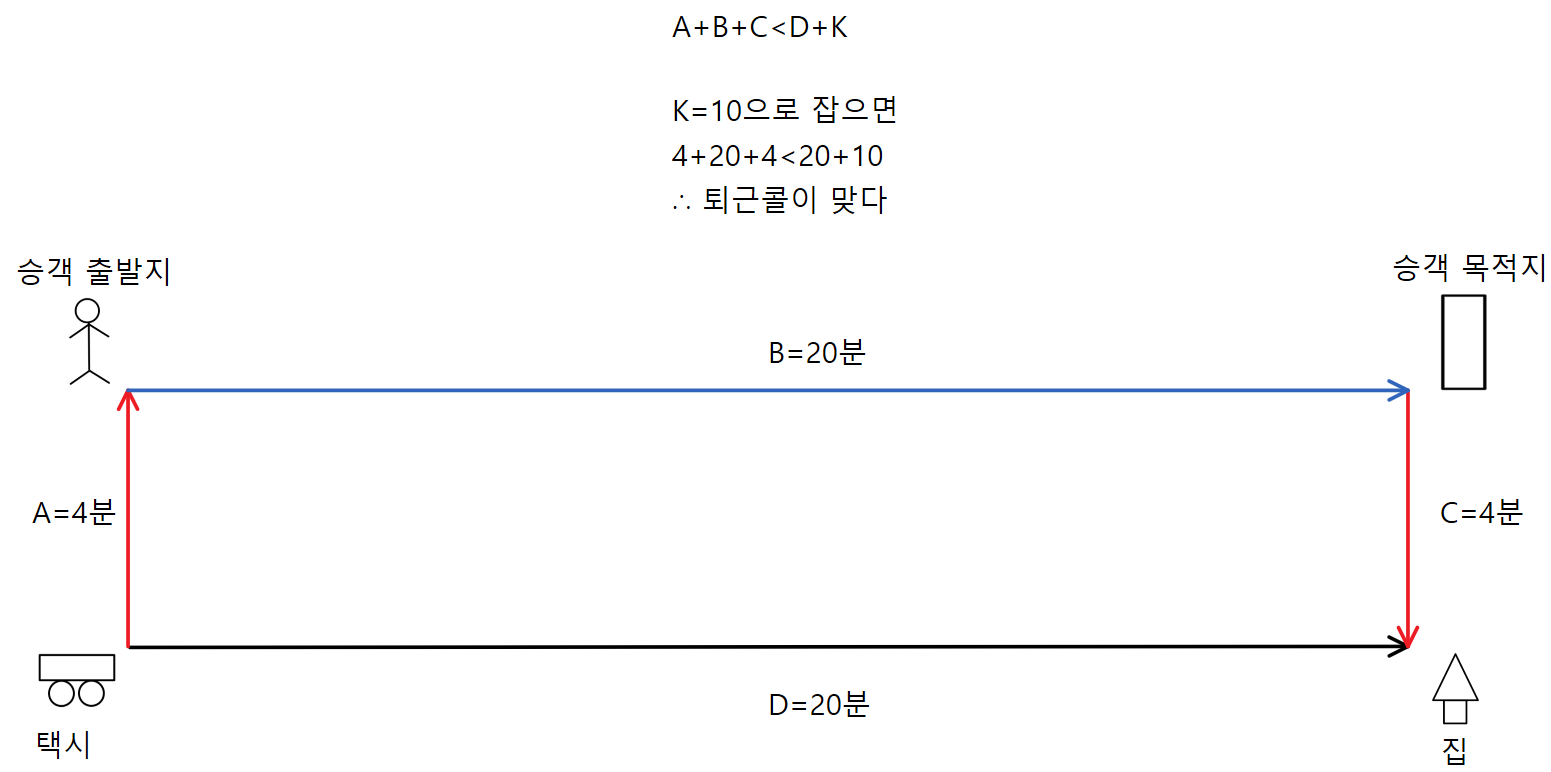 A+B+C<D+K
K=10으로 잡으면
4+20+4<20+10
∴ 퇴근콜이 맞다
승객 출발지
승객 목적지
B=20분
A=4분
C=4분
D=20분
택시
집